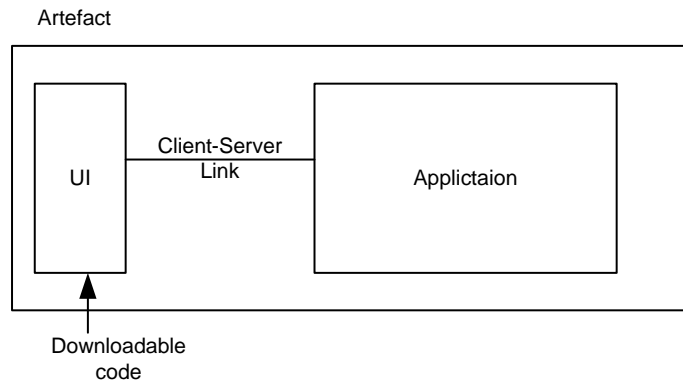 Artefact
Client-Server
Link
UI
Applictaion
Downloadable
code